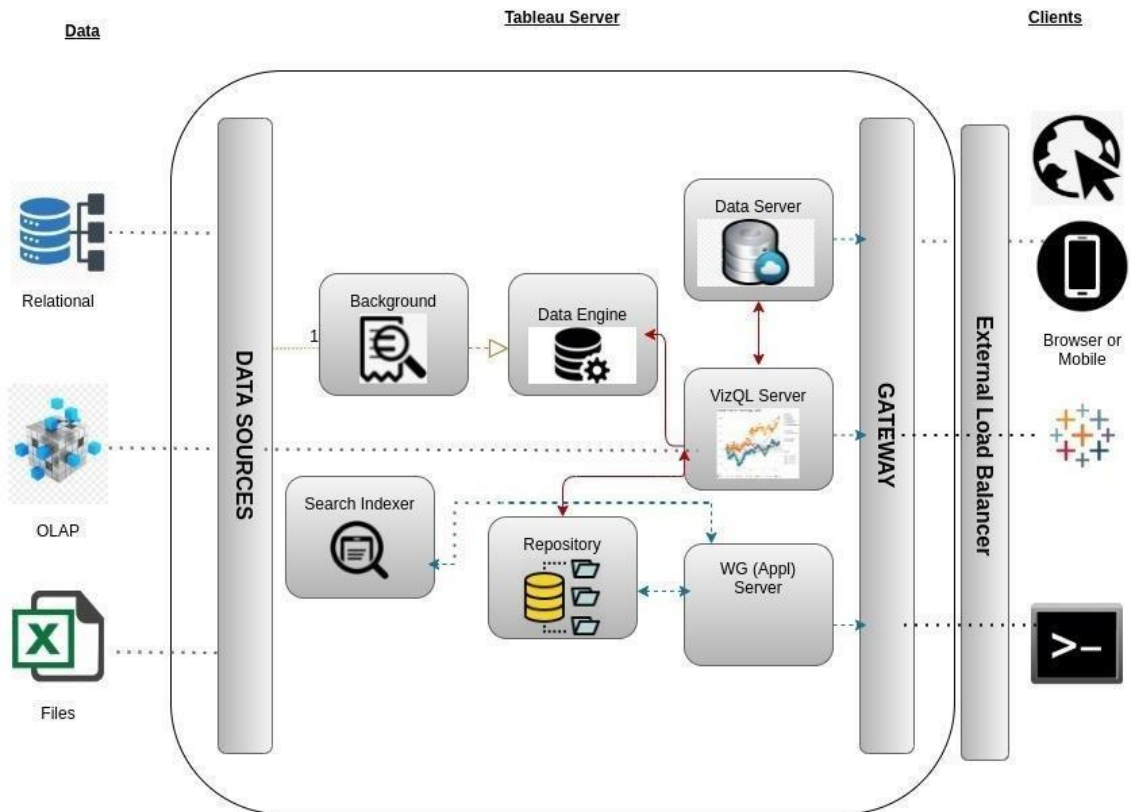 Data
Tableau Server
Clients
Relational
OLAP
Files
DATA SOURCES
1
Background
Data Engine
Data Server
VizQL Server
Search Indexer
Repository
WG (Appl)
Server
GATEWAY
External Load Balancer
Browser or
Mobile
X
>-